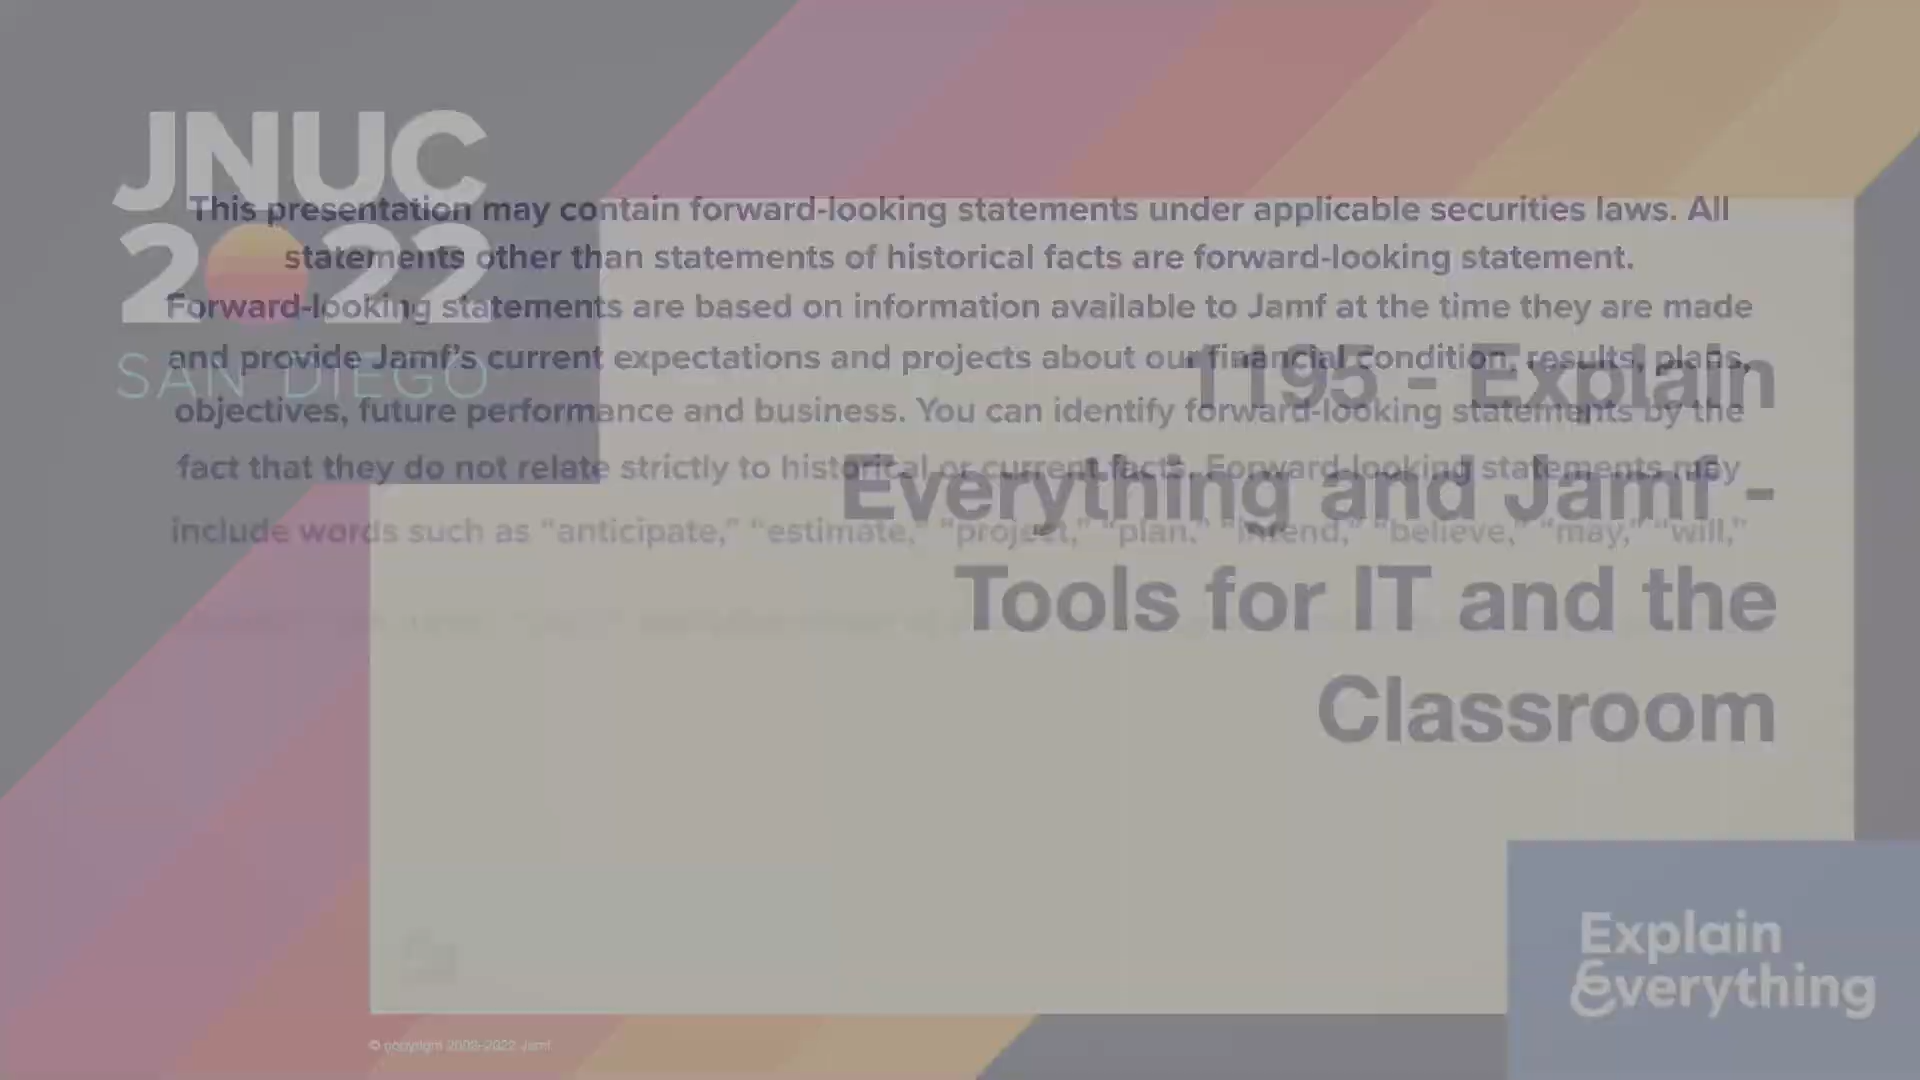 JNUC
2022
SAN DIEGO
This presentation may contain forward-looking statements under applicable securities laws. All
statements other than statements of historical facts are forward-looking statement.
Forward-looking statements are based on information available to Jamf at the time they are made
and provide Jamf's current expectations and projects about our financial condition, results, plans,
objectives, future performance and business. You can identify forward-looking statements by the
fact that they do not relate strictly to historical or current facts. Forward-looking statements may
include words such as “anticipate,” “estimate,” “project,” “plan,” “intend,” “believe,” “may,” “will,”
1195 - Explain
Everything and Jamf -
Tools for IT and the
Classroom
Explain
Everything
© copyright 2002-2022 Jamf